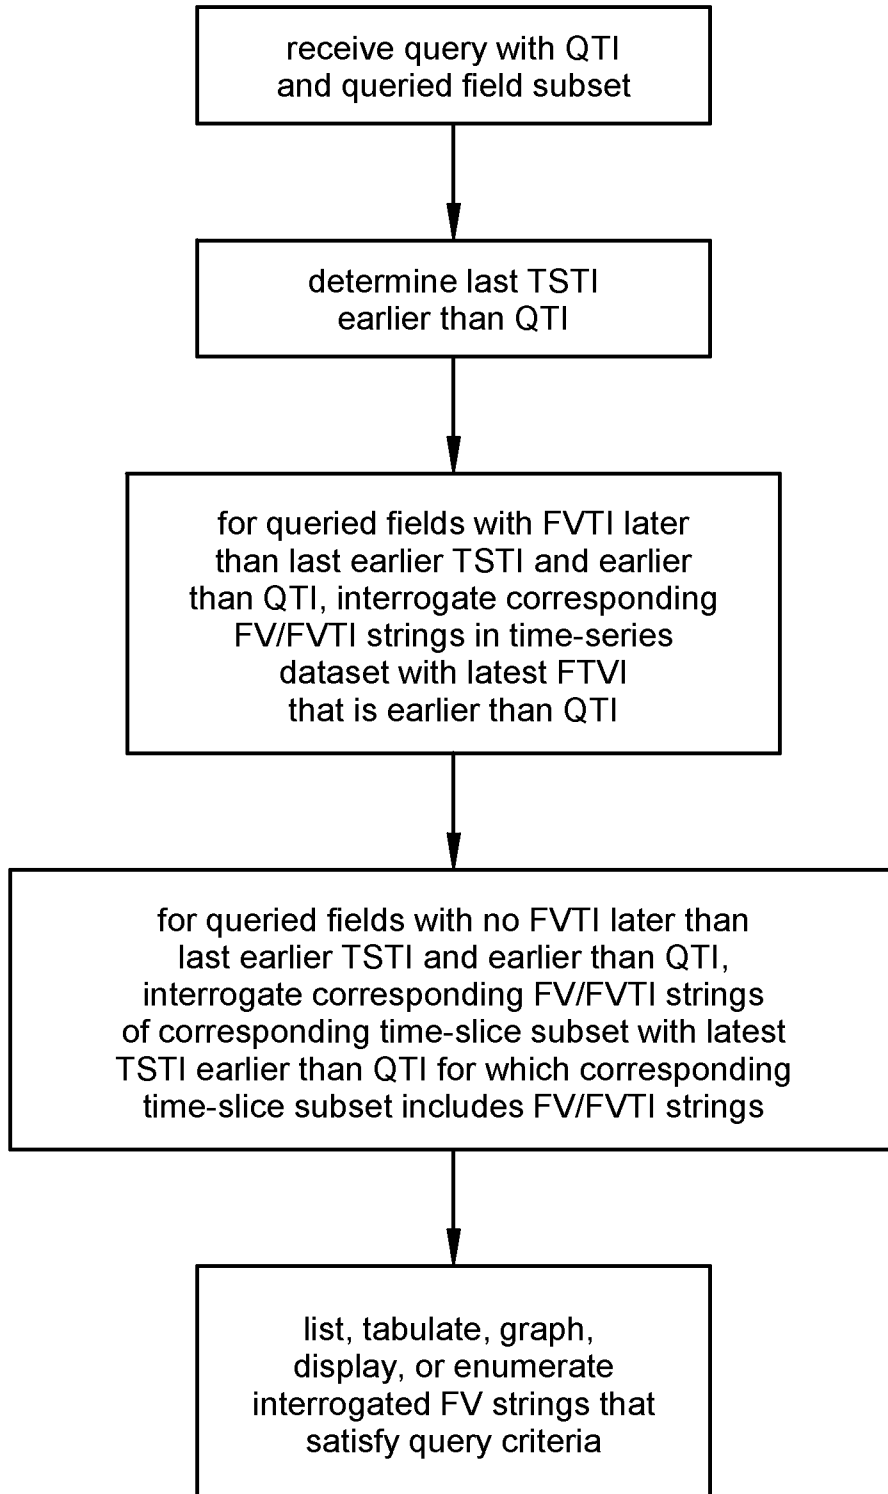 receive query with QTI
and queried field subset
determine last TSTI
earlier than QTI
for queried fields with FVTI later
than last earlier TSTI and earlier
than QTI, interrogate corresponding
FV/FVTI strings in time-series
dataset with latest FTVI
that is earlier than QTI
for queried fields with no FVTI later than
last earlier TSTI and earlier than QTI,
interrogate corresponding FV/FVTI strings
of corresponding time-slice subset with latest
TSTI earlier than QTI for which corresponding
time-slice subset includes FV/FVTI strings
list, tabulate, graph,
display, or enumerate
interrogated FV strings that
satisfy query criteria